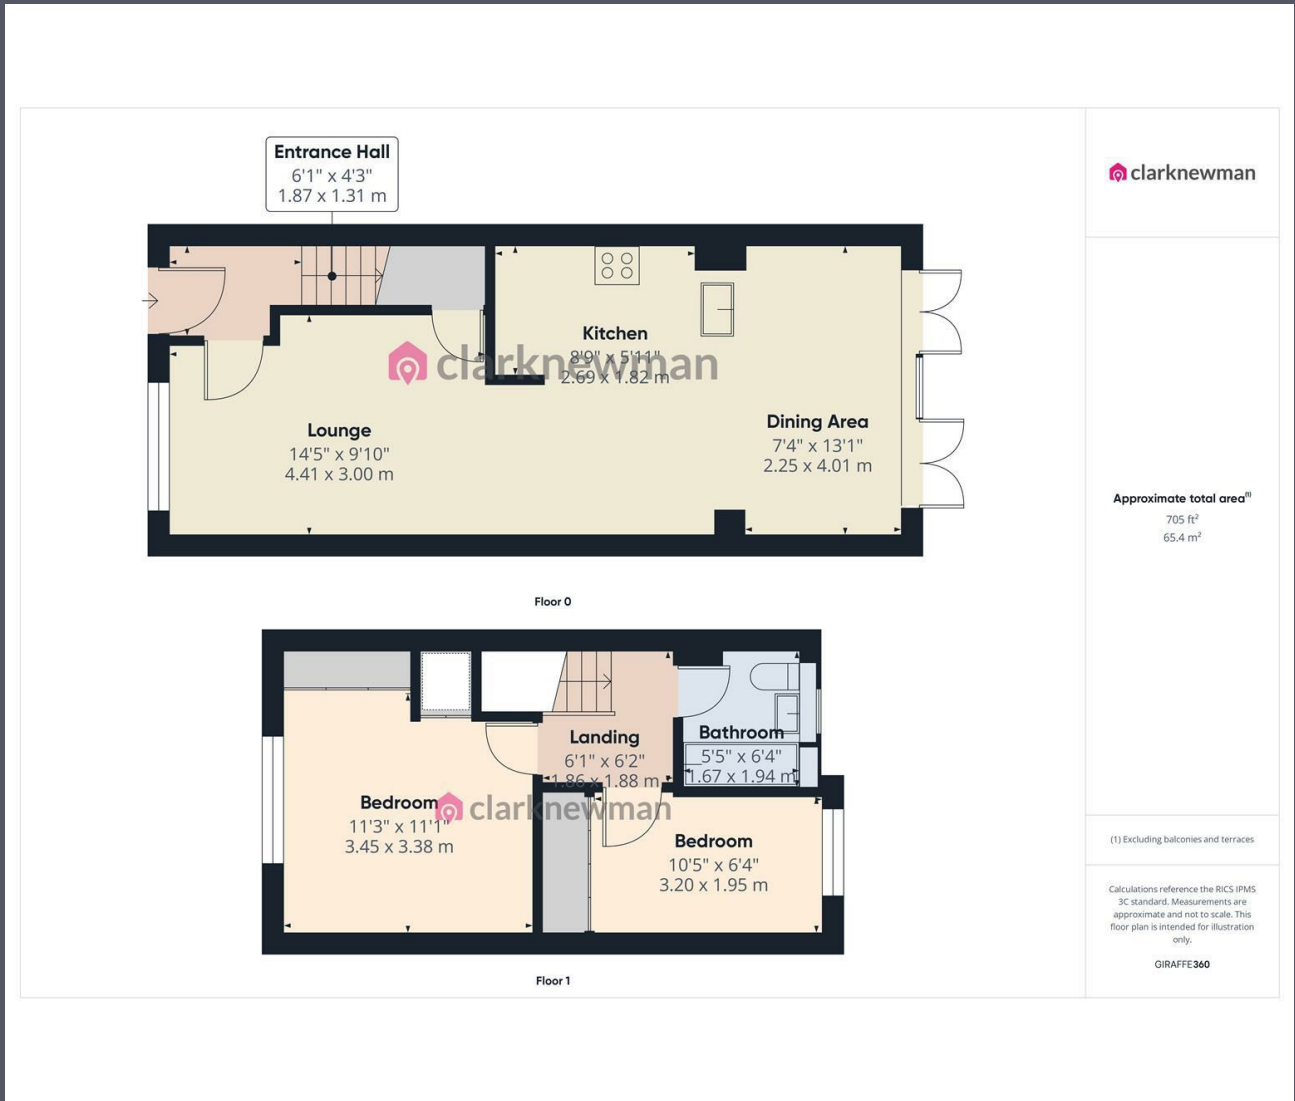 Entrance Hall
6'1" x 4'3"
1.87 x 1.31 m
Kitchen
8'9" x 5'11"
2.69 x 1.82 m
clarknewman
Dining Area
7'4" x 13'1"
2.25 x 4.01 m
Lounge
14'5" x 9'10"
4.41 x 3.00 m
Floor 0
Landing
6'1" x 6'2"
1.86 x 1.88 m
Bathroom
5'5" x 6'4"
1.67 x 1.94 m
Bedroom
11'3" x 11'1"
3.45 x 3.38 m
clarknewman
Bedroom
10'5" x 6'4"
3.20 x 1.95 m
Floor 1
clarknewman
Approximate total area(1)
705 ft²
65.4 m²
(1) Excluding balconies and terraces
Calculations reference the RICS IPMS
3C standard. Measurements are
approximate and not to scale. This
floor plan is intended for illustration
only.
GIRAFFE360